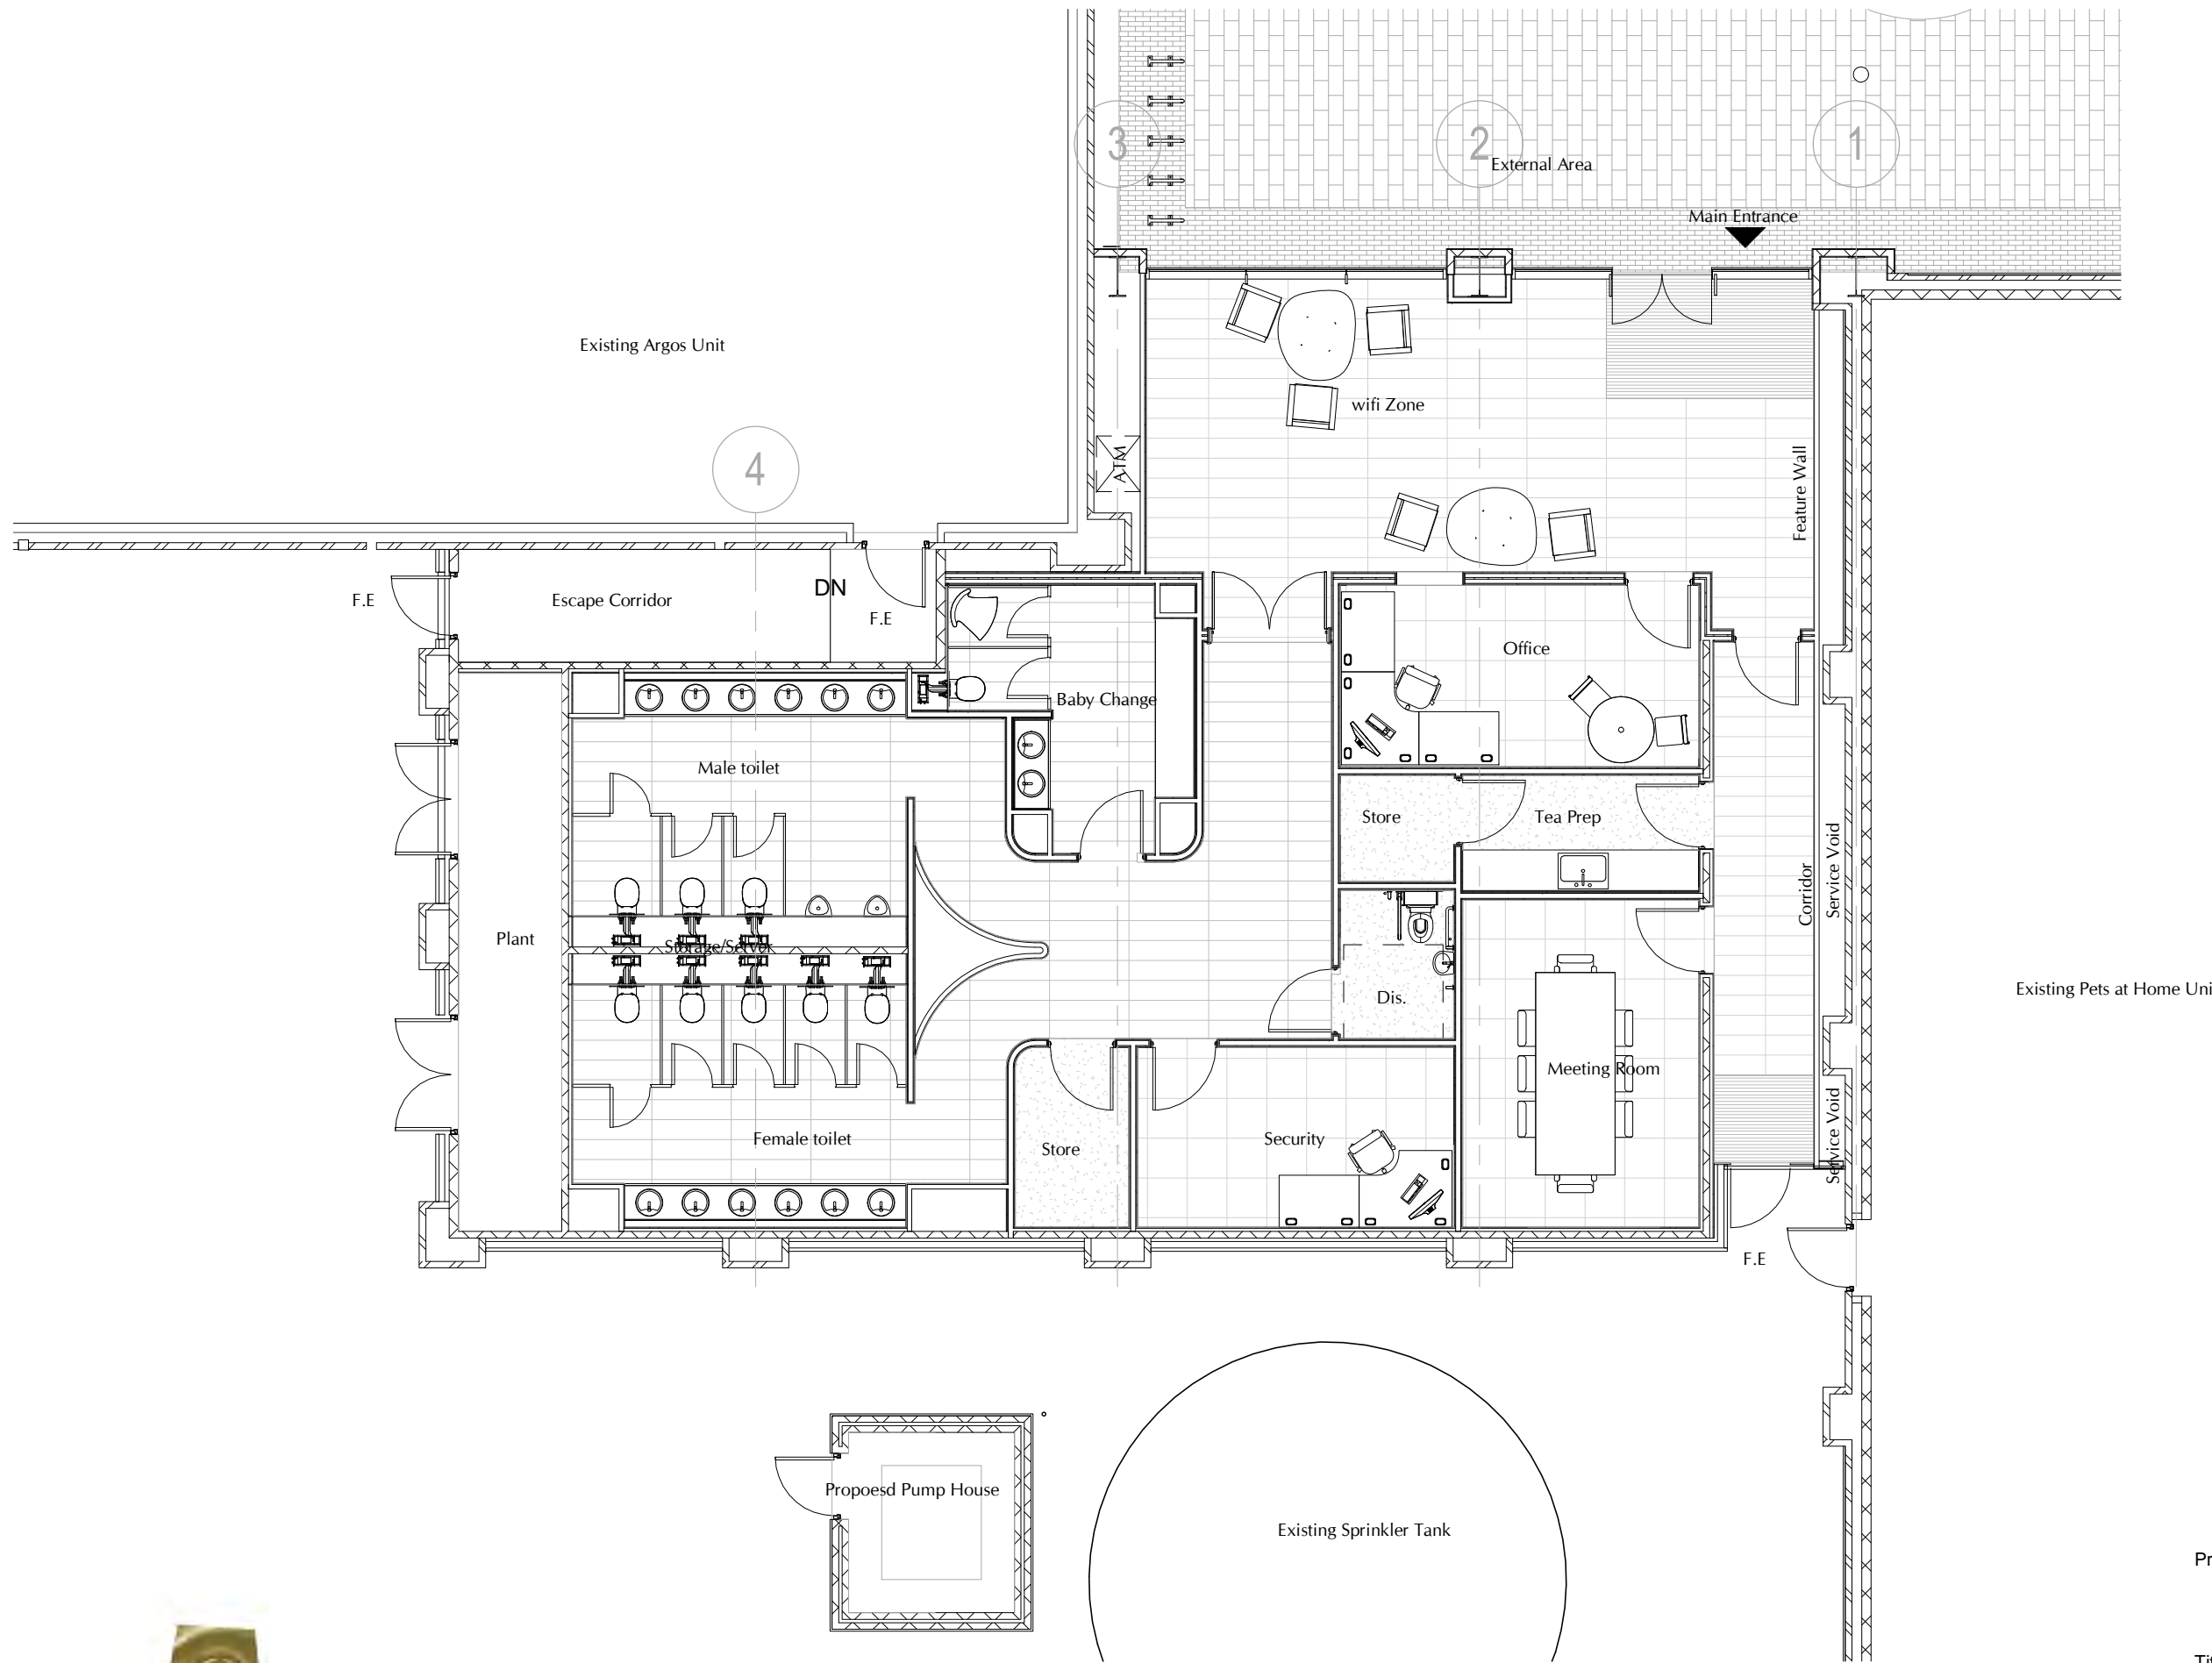 3
2
1
External Area
Main Entrance
Existing Argos Unit
wifi Zone
ATM
Feature Wall
4
DN
F.E
Escape Corridor
F.E
Office
Baby Change
Male toilet
Store
Tea Prep
Corridor
Service Void
Plant
Storage/Server
Dis.
Existing Pets at Home Uni
Meeting Room
Female toilet
Store
Security
Service Void
F.E
Propoesd Pump House
Existing Sprinkler Tank
Pr